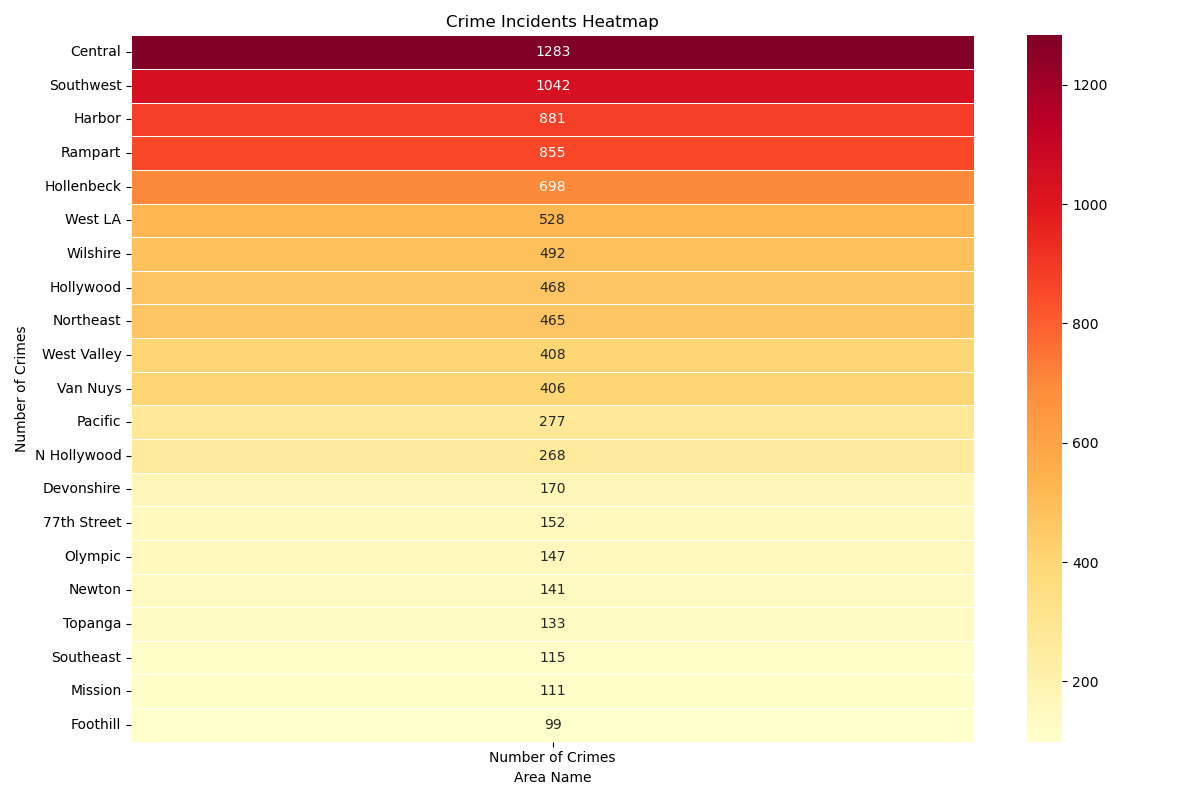 Crime Incidents Heatmap
Central 1283
Southwest 1042
Harbor 881
Rampart 855
Hollenbeck 698
West LA 528
Wilshire 492
Hollywood 468
Northeast 465
West Valley 408
Van Nuys 406
Pacific 277
N Hollywood 268
Devonshire 170
77th Street 152
Olympic 147
Newton 141
Topanga 133
Southeast 115
Mission 111
Foothill 99
Number of Crimes
Number of Crimes
Area Name
1200
1000
800
600
400
200